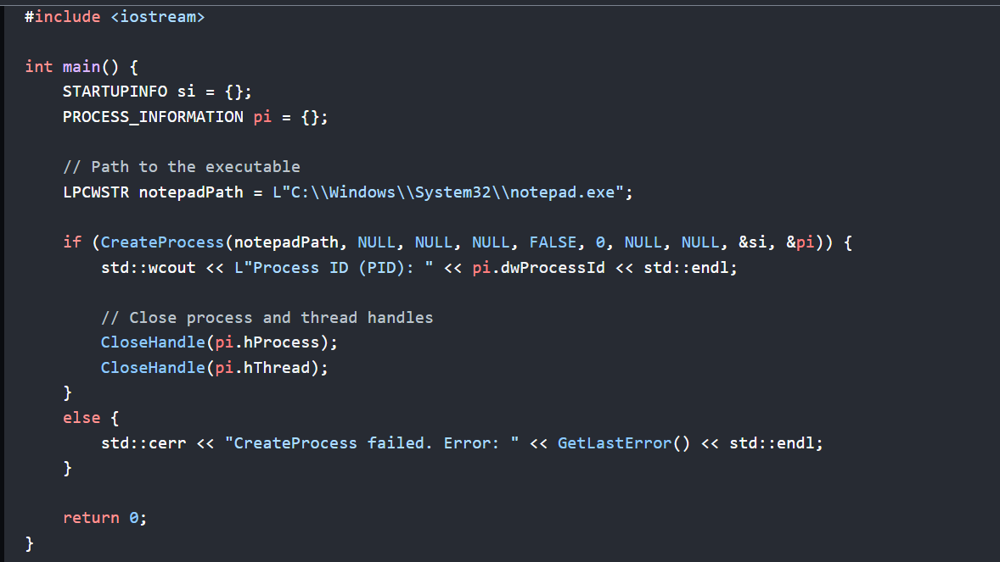 #include <iostream>

int main() {
    STARTUPINFO si = {};
    PROCESS_INFORMATION pi = {};

    // Path to the executable
    LPCWSTR notepadPath = L"C:\\Windows\\System32\\notepad.exe";

    if (CreateProcess(notepadPath, NULL, NULL, NULL, FALSE, 0, NULL, NULL, &si, &pi)) {
        std::wcout << L"Process ID (PID): " << pi.dwProcessId << std::endl;

        // Close process and thread handles
        CloseHandle(pi.hProcess);
        CloseHandle(pi.hThread);
    }
    else {
        std::cerr << "CreateProcess failed. Error: " << GetLastError() << std::endl;
    }

    return 0;
}